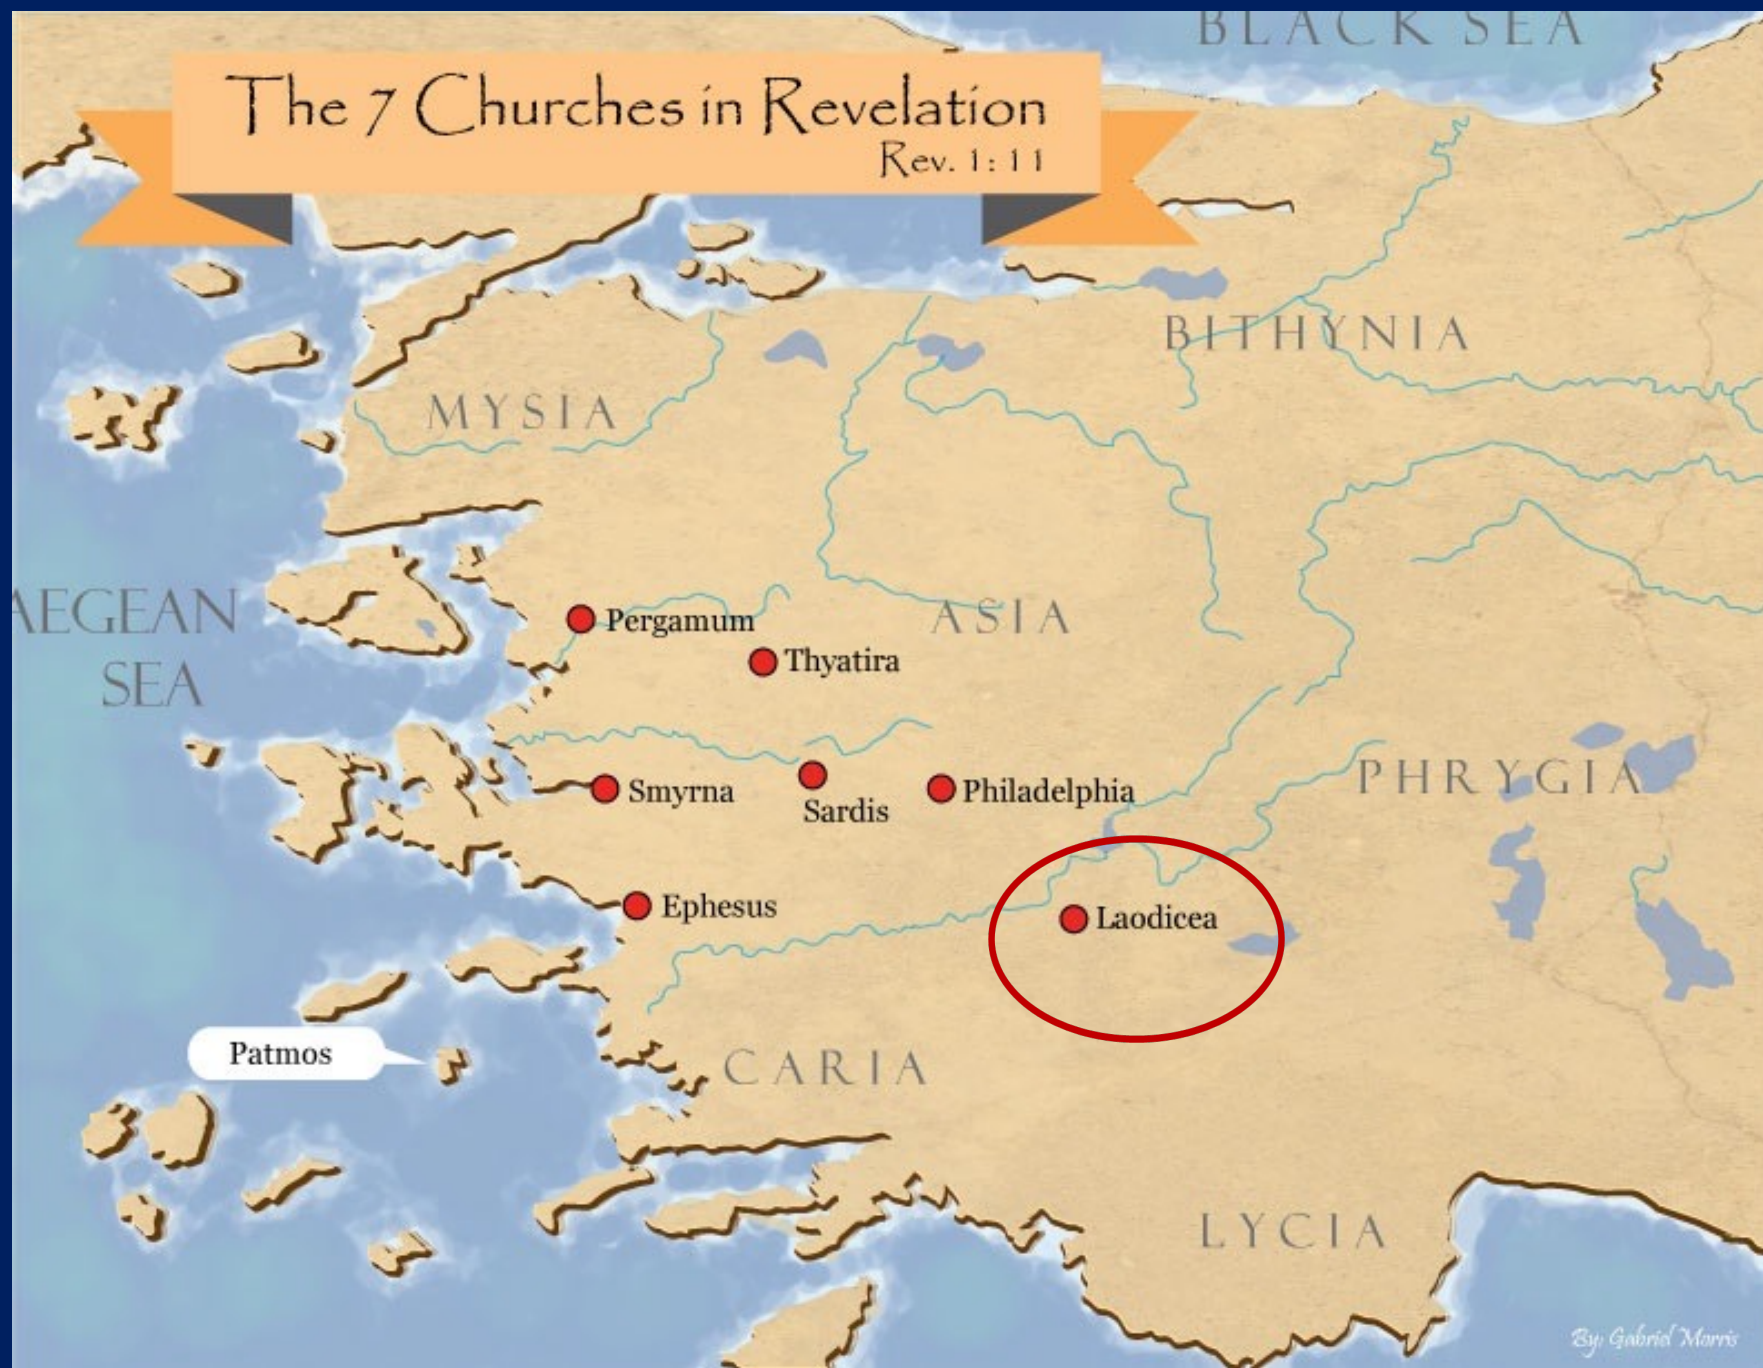 BLACK SEA
The 7 Churches in Revelation
Rev. 1:11
BITHYNIA
MYSIA
AEGEAN
SEA
ASIA
Pergamum
Thyatira
PHRYGIA
Smyrna
Sardis
Philadelphia
Ephesus
Laodicea
Patmos
CARIA
LYCIA
By: Gabriel Morris